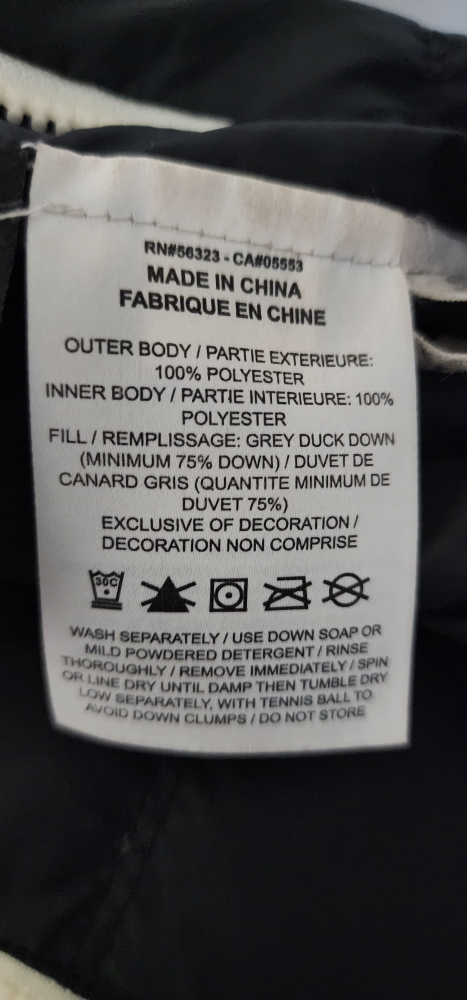 RN#56323 - CA#05553
MADE IN CHINA
FABRIQUE EN CHINE
OUTER BODY / PARTIE EXTERIEURE:
100% POLYESTER
INNER BODY / PARTIE INTERIEURE: 100%
POLYESTER
FILL / REMPLISSAGE: GREY DUCK DOWN
(MINIMUM 75% DOWN) / DUVET DE
CANARD GRIS (QUANTITE MINIMUM DE
DUVET 75%)
EXCLUSIVE OF DECORATION /
DECORATION NON COMPRISE
30C
WASH SEPARATELY / USE DOWN SOAP OR
MILD POWDERED DETERGENT / RINSE
THOROUGHLY / REMOVE IMMEDIATELY / SPIN
OR LINE DRY UNTIL DAMP THEN TUMBLE DRY
LOW SEPARATELY, WITH TENNIS BALL TO
AVOID DOWN CLUMPS / DO NOT STORE